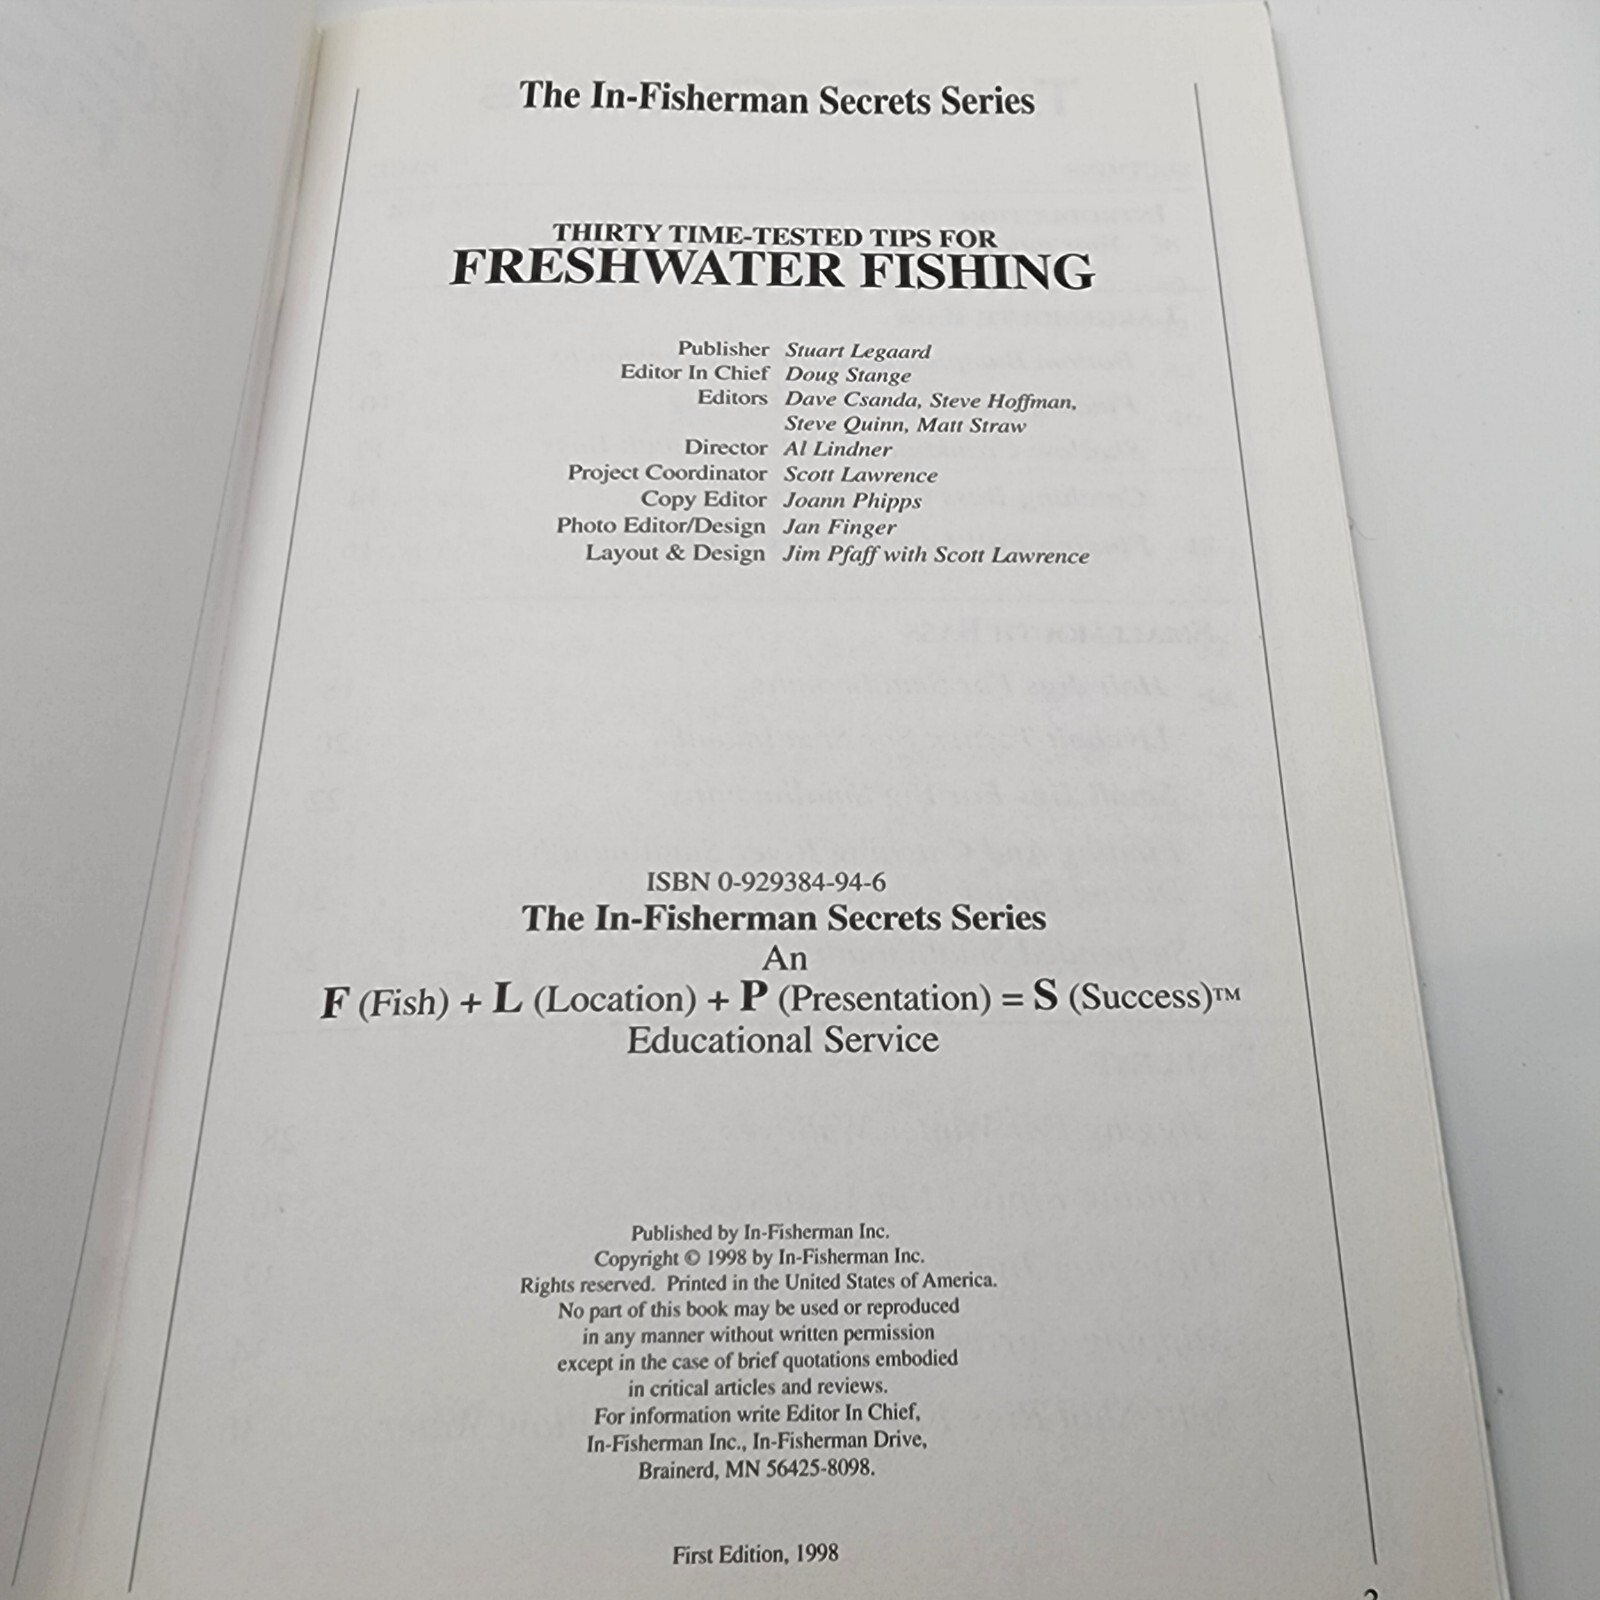 The In-Fisherman Secrets Series
THIRTY TIME-TESTED TIPS FOR
FRESHWATER FISHING
Publisher Stuart Legaard
Editor In Chief Doug Stange
Editors Dave Csanda, Steve Hoffman,
Steve Quinn, Matt Straw
Director Al Lindner
Project Coordinator Scott Lawrence
Copy Editor Joann Phipps
Photo Editor/Design Jan Finger
Layout & Design Jim Pfaff with Scott Lawrence
ISBN 0-929384-94-6
The In-Fisherman Secrets Series
An
F (Fish) + L (Location) + P (Presentation) = S (Success)™
Educational Service
Published by In-Fisherman Inc.
Copyright © 1998 by In-Fisherman Inc.
Rights reserved. Printed in the United States of America.
No part of this book may be used or reproduced
in any manner without written permission
except in the case of brief quotations embodied
in critical articles and reviews.
For information write Editor In Chief,
In-Fisherman Inc., In-Fisherman Drive,
Brainerd, MN 56425-8098.
First Edition, 1998